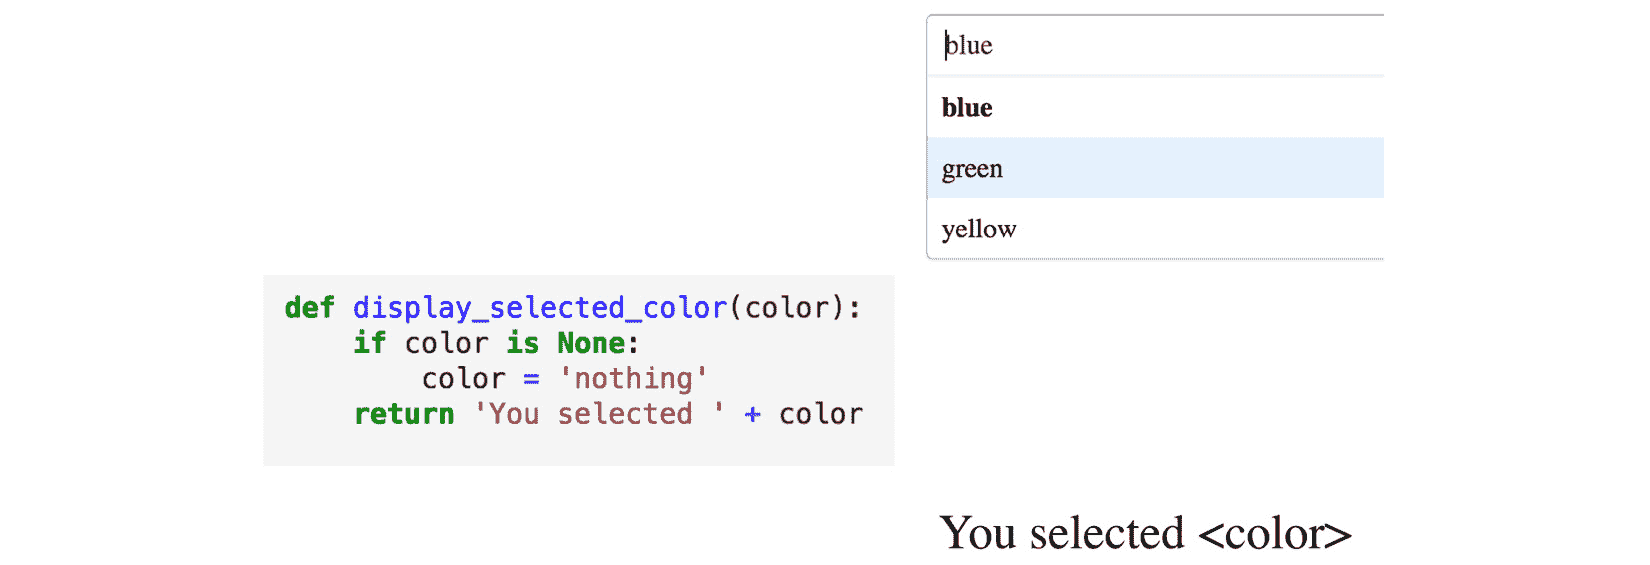 blue
blue
green
yellow
def display_selected_color(color):
    if color is None:
        color = 'nothing'
    return 'You selected ' + color
You selected <color>